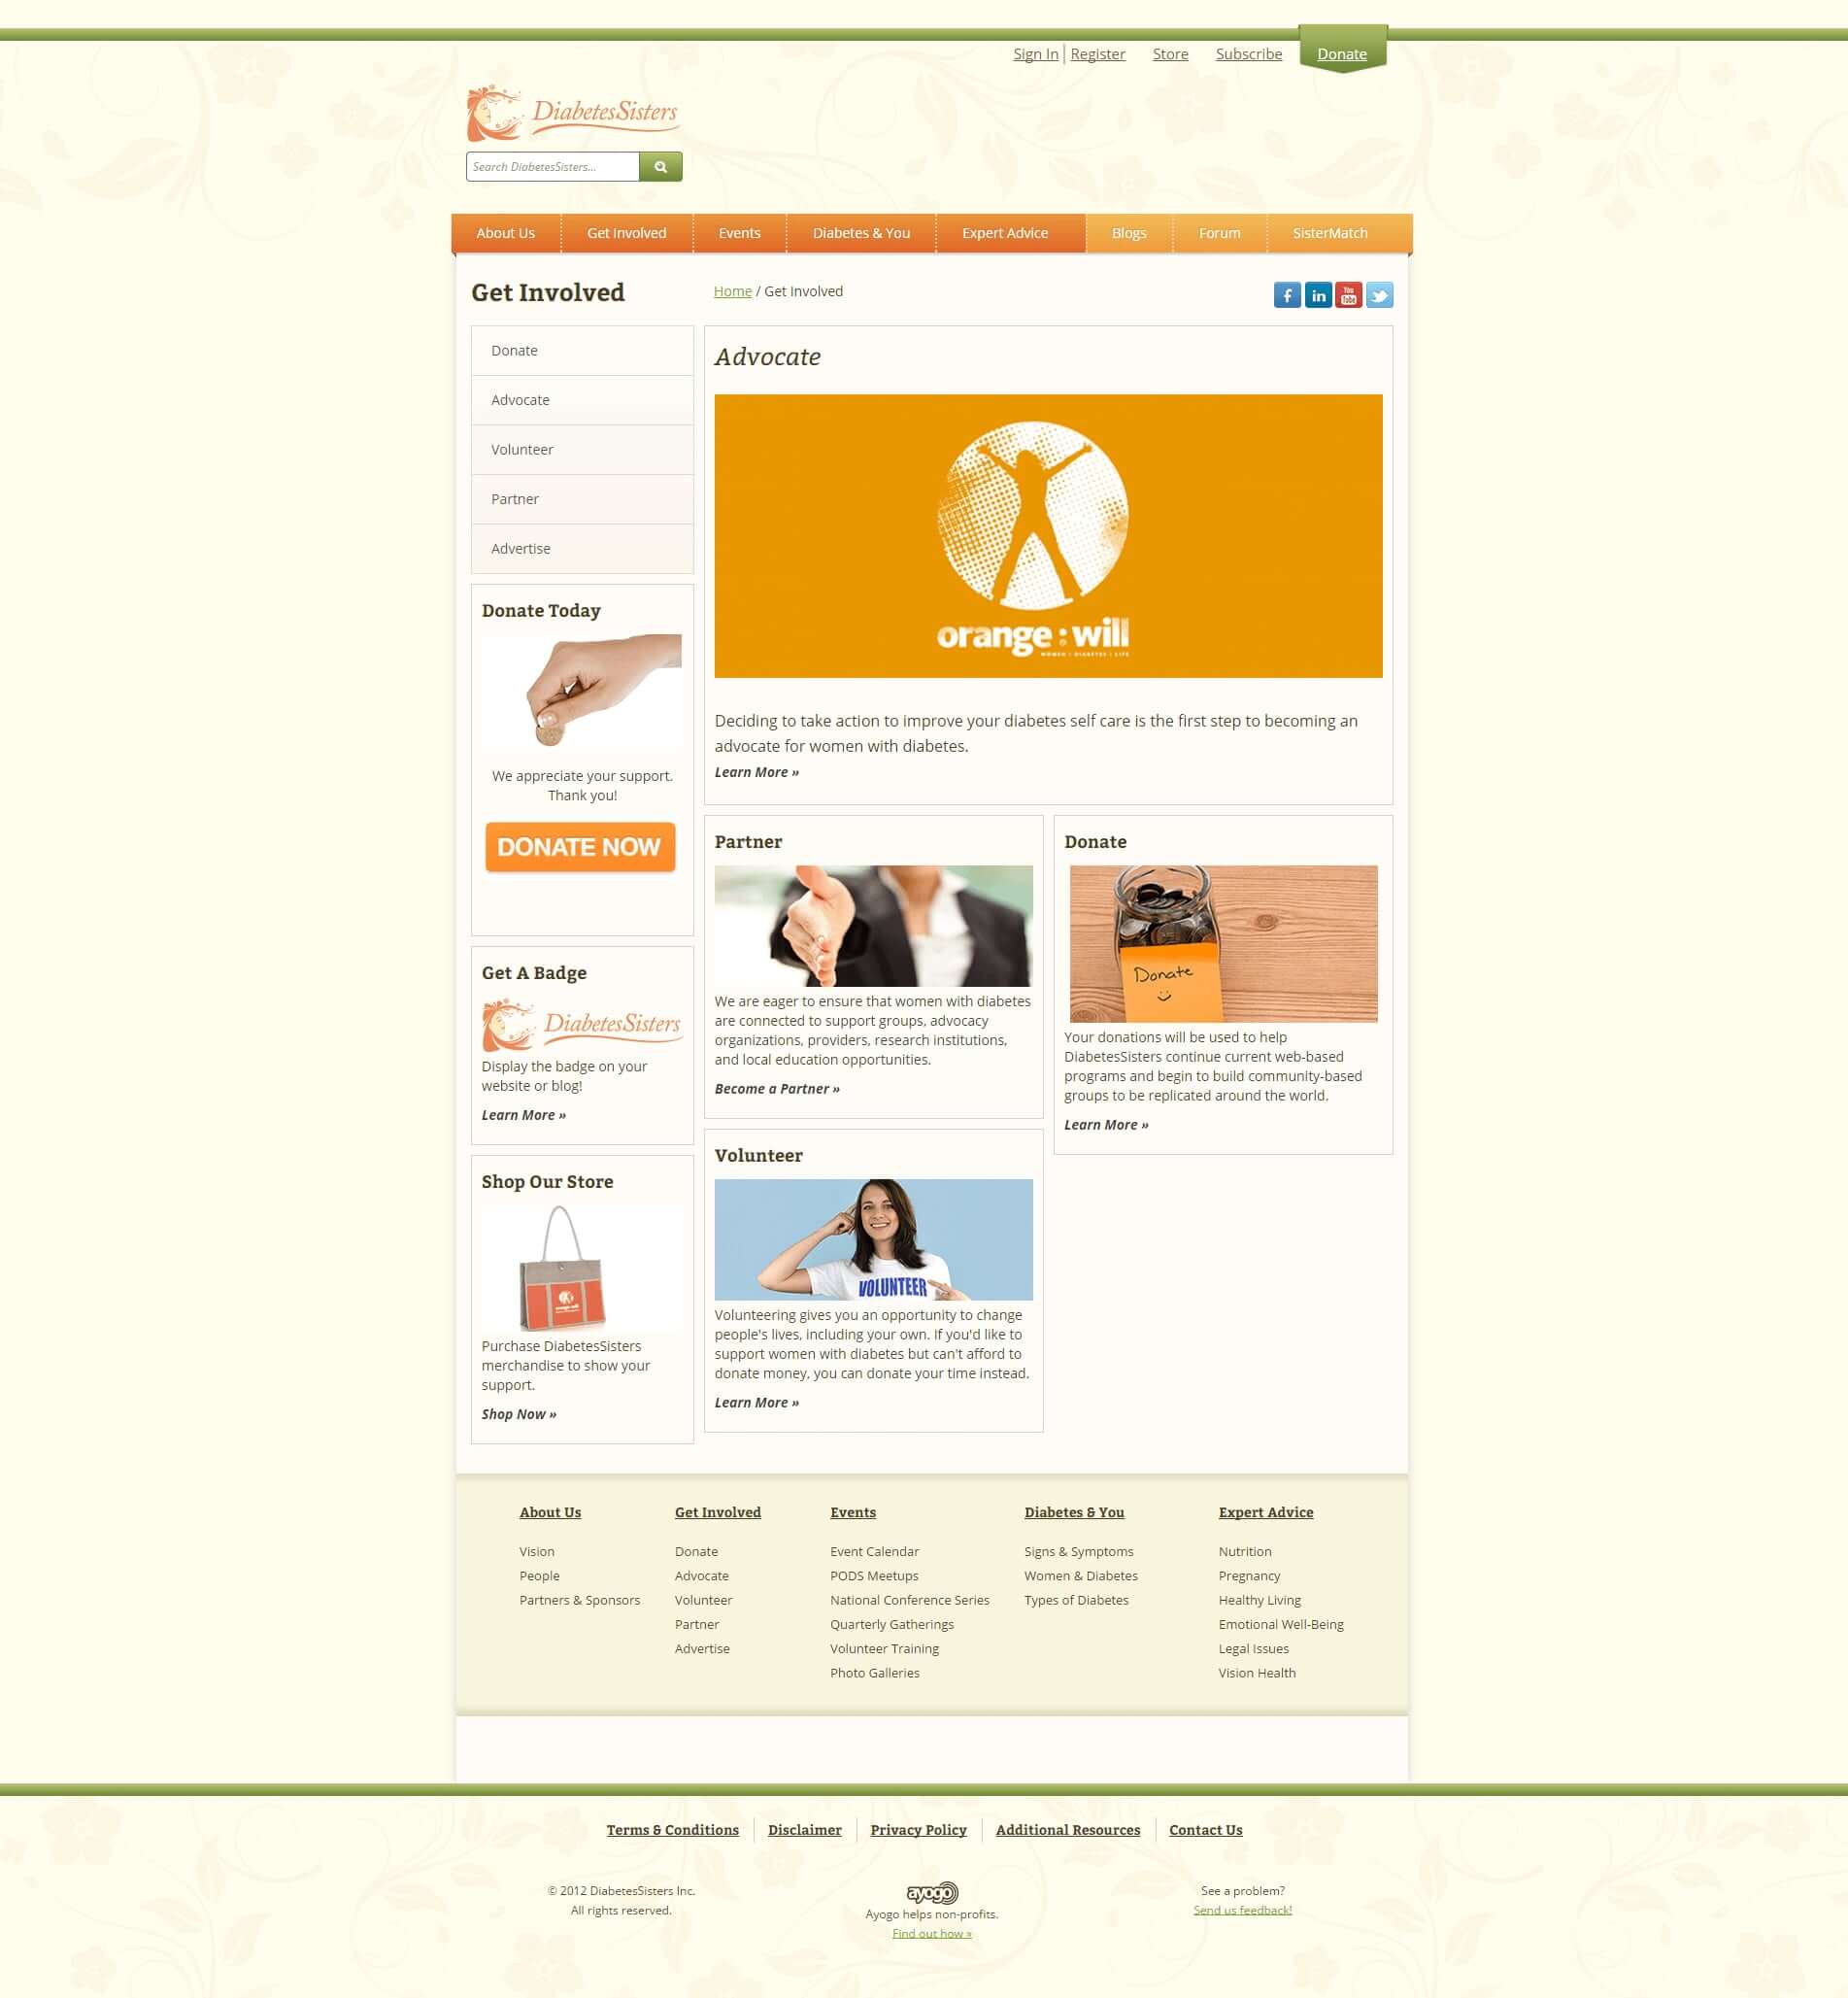 Sign In Register Store Subscribe Donate
DiabetesSisters
Search DiabetesSisters...
About Us Get Involved Events Diabetes & You Expert Advice Blogs Forum SisterMatch
Get Involved
Home / Get Involved
f in You Tube
Donate
Advocate
Volunteer
Partner
Advertise
Donate Today
We appreciate your support.
Thank you!
DONATE NOW
Get A Badge
DiabetesSisters
Display the badge on your
website or blog!
Learn More »
Shop Our Store
orange:will
Purchase DiabetesSisters
merchandise to show your
support.
Shop Now »
Advocate
orange : will
WOMEN • DIABETES • LIFE
Deciding to take action to improve your diabetes self care is the first step to becoming an
advocate for women with diabetes.
Learn More »
Partner
We are eager to ensure that women with diabetes
are connected to support groups, advocacy
organizations, providers, research institutions,
and local education opportunities.
Become a Partner »
Donate
Donate
Your donations will be used to help
DiabetesSisters continue current web-based
programs and begin to build community-based
groups to be replicated around the world.
Learn More »
Volunteer
VOLUNTEER
Volunteering gives you an opportunity to change
people's lives, including your own. If you'd like to
support women with diabetes but can't afford to
donate money, you can donate your time instead.
Learn More »
About Us
Vision
People
Partners & Sponsors
Get Involved
Donate
Advocate
Volunteer
Partner
Advertise
Events
Event Calendar
PODS Meetups
National Conference Series
Quarterly Gatherings
Volunteer Training
Photo Galleries
Diabetes & You
Signs & Symptoms
Women & Diabetes
Types of Diabetes
Expert Advice
Nutrition
Pregnancy
Healthy Living
Emotional Well-Being
Legal Issues
Vision Health
Terms & Conditions Disclaimer Privacy Policy Additional Resources Contact Us
© 2012 DiabetesSisters Inc.
All rights reserved.
ayogo
Ayogo helps non-profits.
Find out how »
See a problem?
Send us feedback!